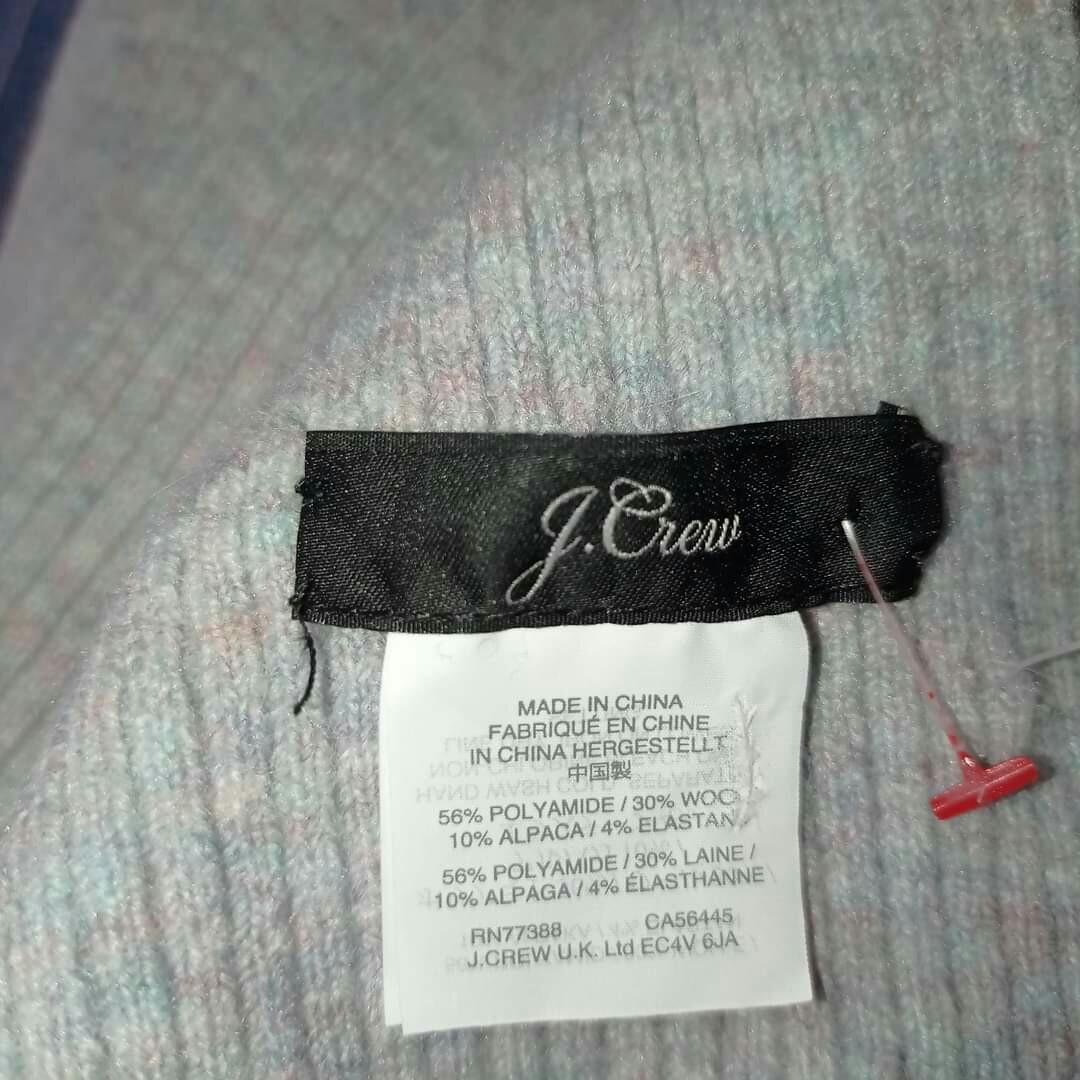 J.Crew
MADE IN CHINA
FABRIQUÉ EN CHINE
IN CHINA HERGESTELLT
中国製
56% POLYAMIDE / 30% WOO
10% ALPACA / 4% ELASTAN
56% POLYAMIDE / 30% LAINE /
10% ALPAGA / 4% ÉLASTHANNE
RN77388 CA56445
J.CREW U.K. Ltd EC4V 6JA